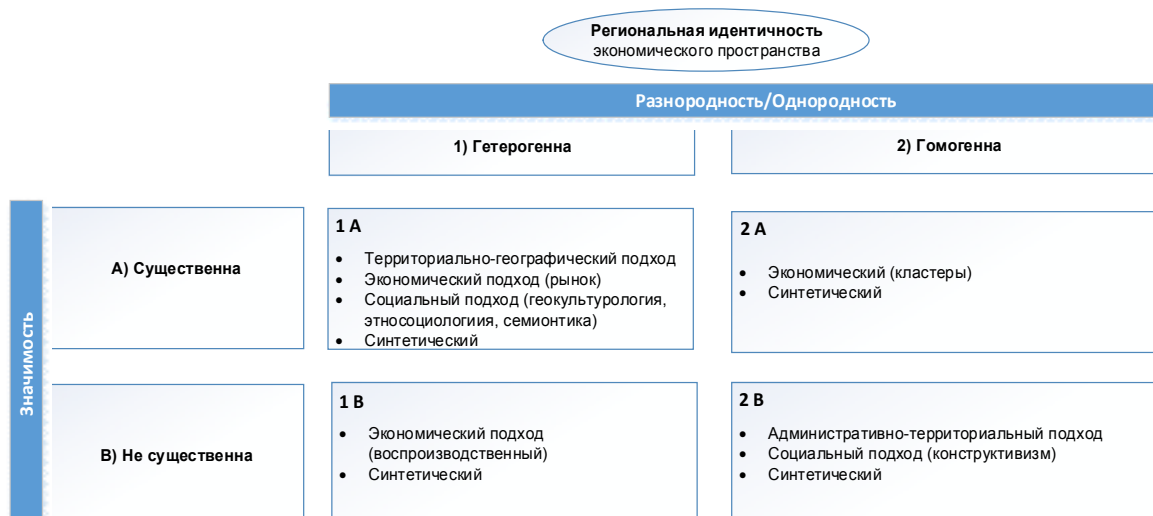 Региональная идентичность
экономического пространства
Разнородность/Однородность
1) Гетерогенна
2) Гомогенна
Значимость
А) Существенна
1 А
• Территориально-географический подход
• Экономический подход (рынок)
• Социальный подход (геокультурология,
этносоциологиия, семионтика)
• Синтетический
2 А
• Экономический (кластеры)
• Синтетический
В) Не существенна
1 В
• Экономический подход
(воспроизводственный)
• Синтетический
2 В
• Административно-территориальный подход
• Социальный подход (конструктивизм)
• Синтетический